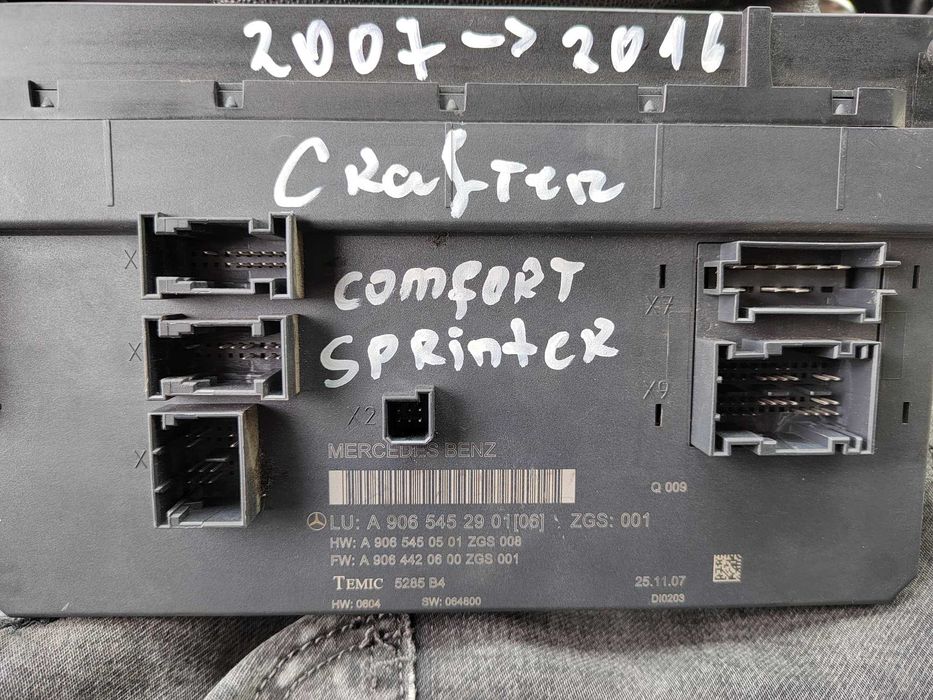 2007 -> 2016
Crafter
COMFORT
SPRinteR
X
X
X
X7
X9
X2
MERCEDES BENZ
Q 009
LU: A 906 545 29 01[06] ZGS: 001
HW: A 906 545 05 01 ZGS 008
FW: A 906 442 06 00 ZGS 001
TEMIC 5285 B4 25.11.07
HW: 0604 SW: 064800 DI0203